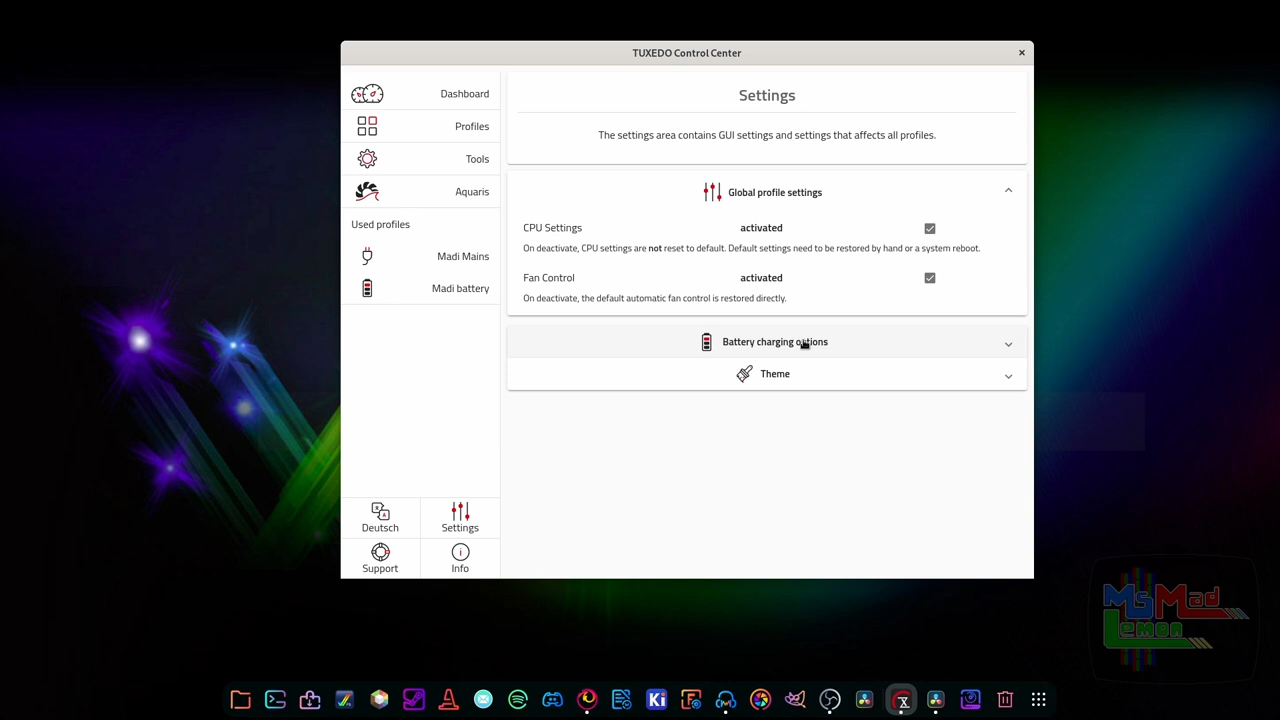 TUXEDO Control Center
Dashboard
Profiles
Tools
Aquaris
Used profiles
Madi Mains
Madi battery
Deutsch
Settings
Support
Info
Settings
The settings area contains GUI settings and settings that affects all profiles.
Global profile settings
CPU Settings activated
On deactivate, CPU settings are not reset to default. Default settings need to be restored by hand or a system reboot.
Fan Control activated
On deactivate, the default automatic fan control is restored directly.
Battery charging options
Theme
MsMad
Lemon
Ki